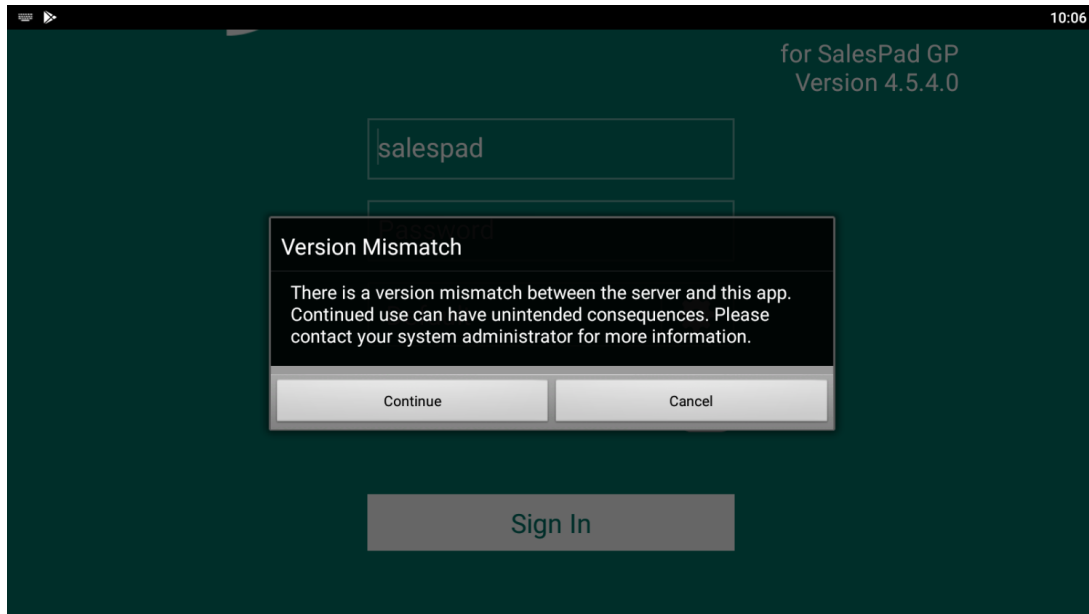 10:06
for SalesPad GP
Version 4.5.4.0
salespad
Password
Version Mismatch
There is a version mismatch between the server and this app.
Continued use can have unintended consequences. Please
contact your system administrator for more information.
Continue
Cancel
Sign In